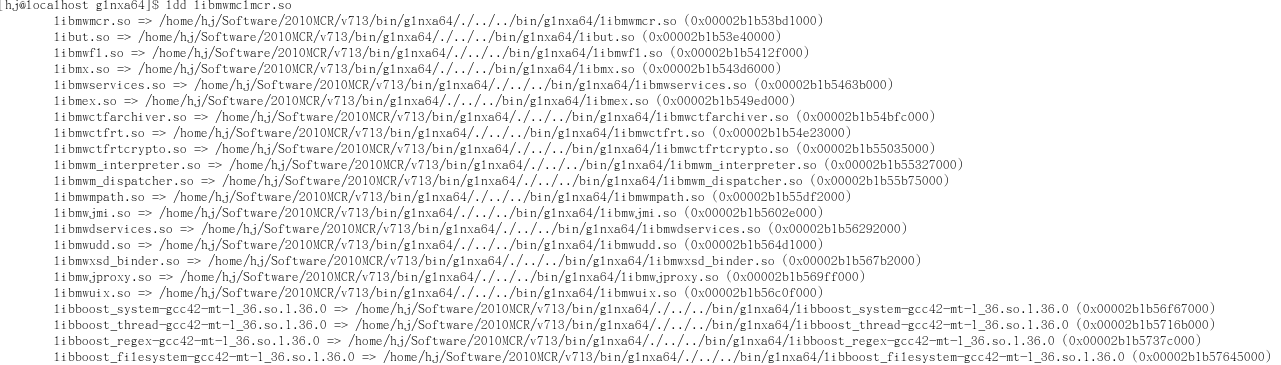 [hj@localhost glnxa64]$ ldd libmwmclmcr.so
libmwmcr.so => /home/hj/Software/2010MCR/v713/bin/glnxa64/./../../bin/glnxa64/libmwmcr.so (0x00002b1b53bd1000)
libut.so => /home/hj/Software/2010MCR/v713/bin/glnxa64/./../../bin/glnxa64/libut.so (0x00002b1b53e40000)
libmwfl.so => /home/hj/Software/2010MCR/v713/bin/glnxa64/./../../bin/glnxa64/libmwfl.so (0x00002b1b5412f000)
libmx.so => /home/hj/Software/2010MCR/v713/bin/glnxa64/./../../bin/glnxa64/libmx.so (0x00002b1b543d6000)
libmwservices.so => /home/hj/Software/2010MCR/v713/bin/glnxa64/./../../bin/glnxa64/libmwservices.so (0x00002b1b5463b000)
libmex.so => /home/hj/Software/2010MCR/v713/bin/glnxa64/./../../bin/glnxa64/libmex.so (0x00002b1b549ed000)
libmwctfarchiver.so => /home/hj/Software/2010MCR/v713/bin/glnxa64/./../../bin/glnxa64/libmwctfarchiver.so (0x00002b1b54bfc000)
libmwctfrt.so => /home/hj/Software/2010MCR/v713/bin/glnxa64/./../../bin/glnxa64/libmwctfrt.so (0x00002b1b54e23000)
libmwctfrtcrypto.so => /home/hj/Software/2010MCR/v713/bin/glnxa64/./../../bin/glnxa64/libmwctfrtcrypto.so (0x00002b1b55035000)
libmwm_interpreter.so => /home/hj/Software/2010MCR/v713/bin/glnxa64/./../../bin/glnxa64/libmwm_interpreter.so (0x00002b1b55327000)
libmwm_dispatcher.so => /home/hj/Software/2010MCR/v713/bin/glnxa64/./../../bin/glnxa64/libmwm_dispatcher.so (0x00002b1b55b75000)
libmwmpath.so => /home/hj/Software/2010MCR/v713/bin/glnxa64/./../../bin/glnxa64/libmwmpath.so (0x00002b1b55df2000)
libmwjmi.so => /home/hj/Software/2010MCR/v713/bin/glnxa64/./../../bin/glnxa64/libmwjmi.so (0x00002b1b5602e000)
libmwdservices.so => /home/hj/Software/2010MCR/v713/bin/glnxa64/./../../bin/glnxa64/libmwdservices.so (0x00002b1b56292000)
libmwudd.so => /home/hj/Software/2010MCR/v713/bin/glnxa64/./../../bin/glnxa64/libmwudd.so (0x00002b1b564d1000)
libmwxsd_binder.so => /home/hj/Software/2010MCR/v713/bin/glnxa64/./../../bin/glnxa64/libmwxsd_binder.so (0x00002b1b567b2000)
libmwjproxy.so => /home/hj/Software/2010MCR/v713/bin/glnxa64/./../../bin/glnxa64/libmwjproxy.so (0x00002b1b569ff000)
libmwuix.so => /home/hj/Software/2010MCR/v713/bin/glnxa64/./../../bin/glnxa64/libmwuix.so (0x00002b1b56c0f000)
libboost_system-gcc42-mt-1_36.so.1.36.0 => /home/hj/Software/2010MCR/v713/bin/glnxa64/./../../bin/glnxa64/libboost_system-gcc42-mt-1_36.so.1.36.0 (0x00002b1b56f67000)
libboost_thread-gcc42-mt-1_36.so.1.36.0 => /home/hj/Software/2010MCR/v713/bin/glnxa64/./../../bin/glnxa64/libboost_thread-gcc42-mt-1_36.so.1.36.0 (0x00002b1b5716b000)
libboost_regex-gcc42-mt-1_36.so.1.36.0 => /home/hj/Software/2010MCR/v713/bin/glnxa64/./../../bin/glnxa64/libboost_regex-gcc42-mt-1_36.so.1.36.0 (0x00002b1b5737c000)
libboost_filesystem-gcc42-mt-1_36.so.1.36.0 => /home/hj/Software/2010MCR/v713/bin/glnxa64/./../../bin/glnxa64/libboost_filesystem-gcc42-mt-1_36.so.1.36.0 (0x00002b1b57645000)